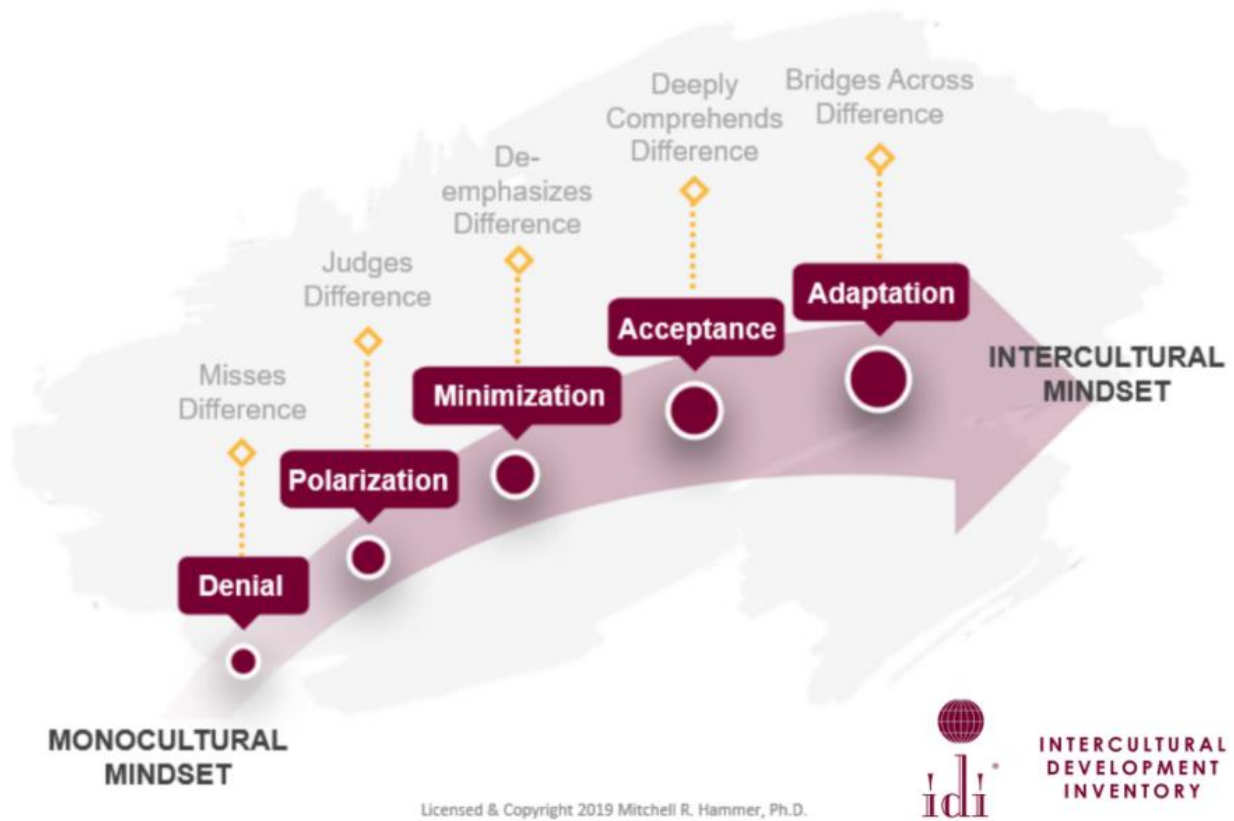 Misses
Difference
Denial
Judges
Difference
Polarization
De-
emphasizes
Difference
Minimization
Deeply
Comprehends
Difference
Acceptance
Bridges Across
Difference
Adaptation
INTERCULTURAL
MINDSET
MONOCULTURAL
MINDSET
idi®
INTERCULTURAL
DEVELOPMENT
INVENTORY
Licensed & Copyright 2019 Mitchell R. Hammer, Ph.D.